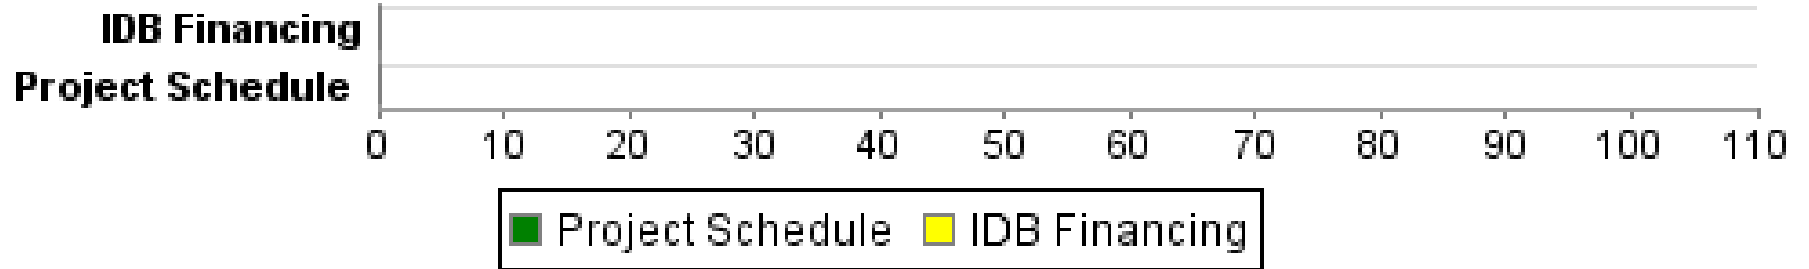 IDB Financing
Project Schedule
0 10 20 30 40 50 60 70 80 90 100 110
Project Schedule IDB Financing